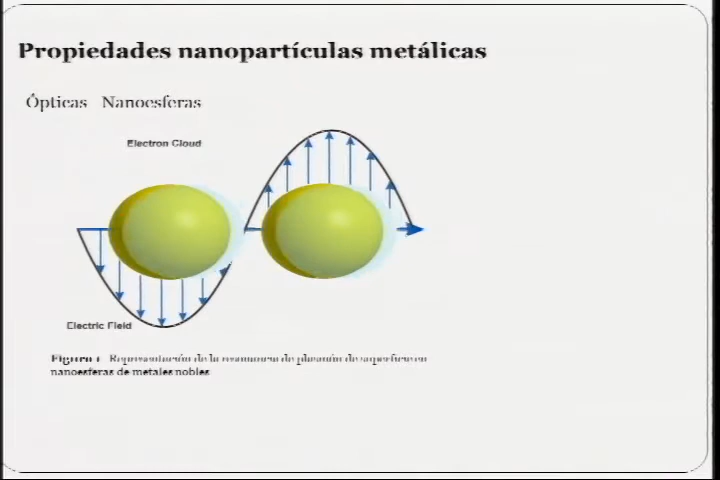 Propiedades nanopartículas metálicas
Ópticas Nanoesferas
Electron Cloud
Electric Field
Figura 1 Representación de la resonancia de plasmón de superficie en
nanoesferas de metales nobles